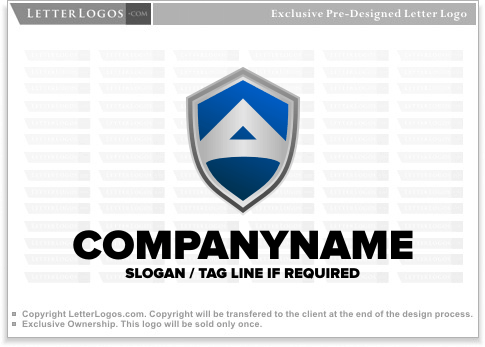 LETTERLOGOS.COM
Exclusive Pre-Designed Letter Logo
A
COMPANYNAME
SLOGAN / TAG LINE IF REQUIRED
Copyright LetterLogos.com. Copyright will be transfered to the client at the end of the design process.
Exclusive Ownership. This logo will be sold only once.